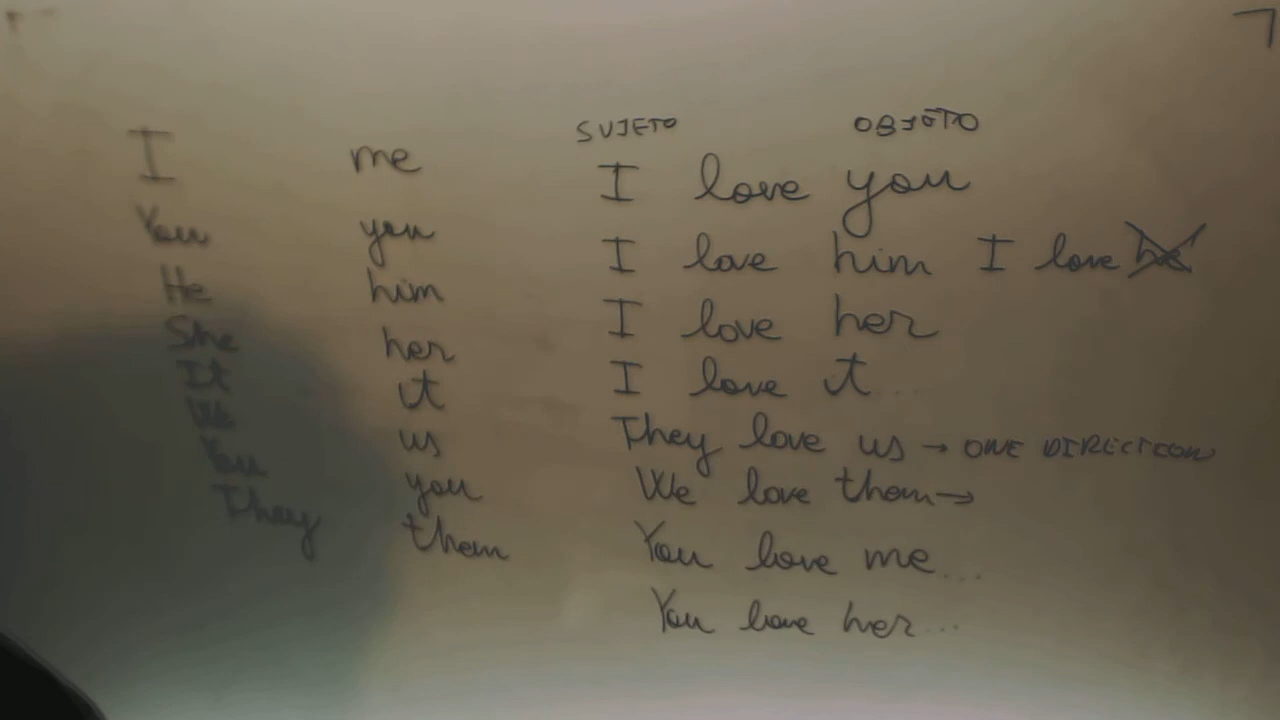 SUJETO OBJETO
I me I love you
You you I love him I love he
He him I love her
She her I love it
It it They love us → ONE DIRECTION
We us We love them →
You you You love me...
They them You love her...